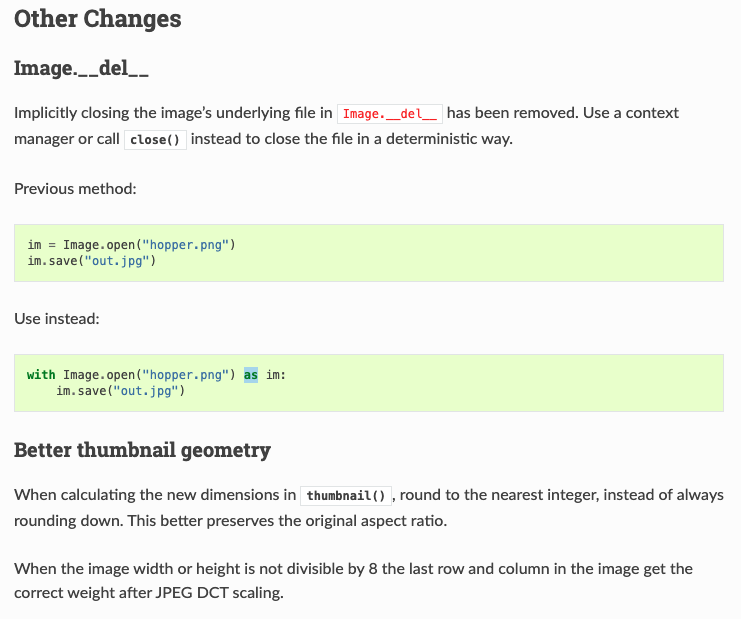 Other Changes
Image.__del__
Implicitly closing the image’s underlying file in Image.__del__ has been removed. Use a context
manager or call close() instead to close the file in a deterministic way.
Previous method:
im = Image.open("hopper.png")
im.save("out.jpg")
Use instead:
with Image.open("hopper.png") as im:
    im.save("out.jpg")
Better thumbnail geometry
When calculating the new dimensions in thumbnail(), round to the nearest integer, instead of always
rounding down. This better preserves the original aspect ratio.
When the image width or height is not divisible by 8 the last row and column in the image get the
correct weight after JPEG DCT scaling.